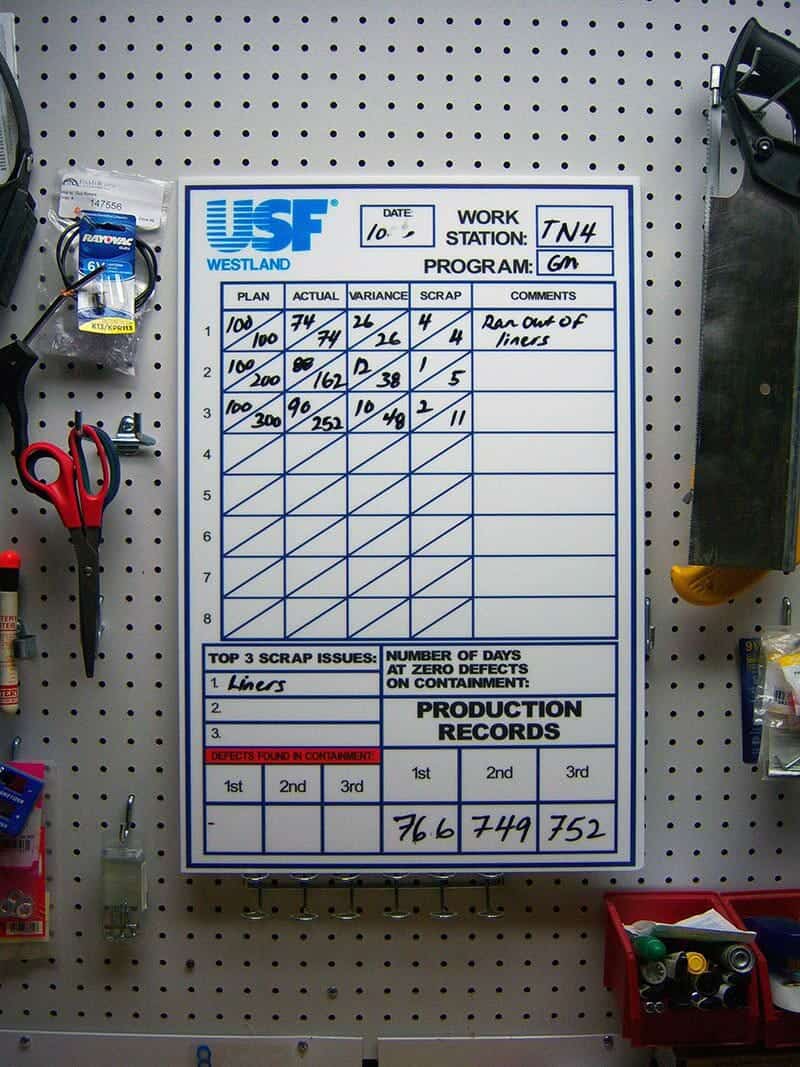 147556
RAYOVAC
6V
K13/KPR113
USF®
WESTLAND
DATE:
WORK STATION: TN4
PROGRAM: GM
PLAN ACTUAL VARIANCE SCRAP COMMENTS
1 100 100 74 74 26 26 4 4 Ran out of
liners
2 100 200 88 162 12 38 1 5
3 100 300 90 252 10 48 2 11
4
5
6
7
8
TOP 3 SCRAP ISSUES:
1. Liners
2.
3.
NUMBER OF DAYS
AT ZERO DEFECTS
ON CONTAINMENT:
PRODUCTION
RECORDS
DEFECTS FOUND IN CONTAINMENT:
1st 2nd 3rd
1st 2nd 3rd
- 766 749 752
9V